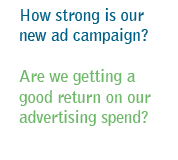 How strong is our
new ad campaign?
Are we getting a
good return on our
advertising spend?